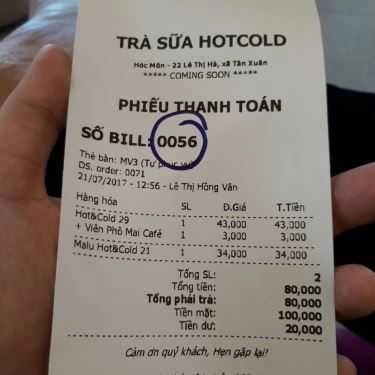 TRÀ SỮA HOTCOLD
Hóc Môn - 22 Lê Thị Hà, xã Tân Xuân
***** COMING SOON *****
PHIẾU THANH TOÁN
SỐ BILL: 0056
Thẻ bàn: MV3 (Tự phục vụ)
DS. order: 0071
21/07/2017 - 12:56 - Lê Thị Hồng Vân
Hàng hóa SL Đ.Giá T.Tiền
Hot&Cold 29 1 43,000 43,000
+ Viên Phô Mai Café 1 3,000 3,000
Malu Hot&Cold 21 1 34,000 34,000
Tổng SL: 2
Tổng tiền: 80,000
Tổng phải trả: 80,000
Tiền mặt: 100,000
Tiền dư: 20,000
Cảm ơn quý khách, Hẹn gặp lại!